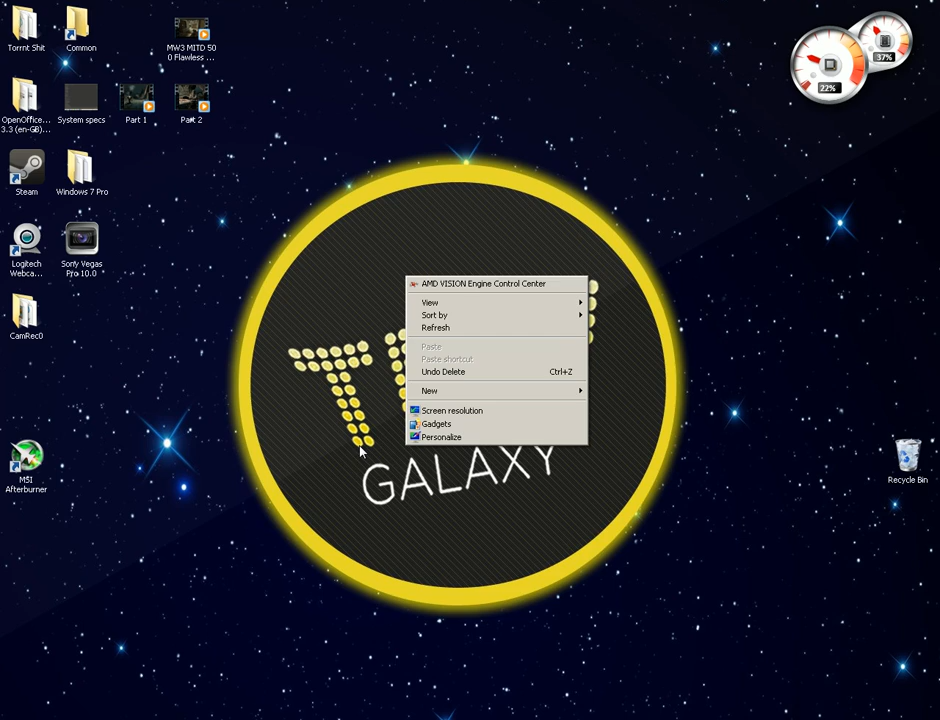 Torrnt Shit
Common
MW3 MITD 50
0 Flawless ...
37%
22%
OpenOffice...
3.3 (en-GB)...
System specs
Part 1
Part 2
Steam
Windows 7 Pro
Logitech
Webca...
Sony Vegas
Pro 10.0
CamRec0
AMD VISION Engine Control Center
View
Sort by
Refresh
Paste
Paste shortcut
Undo Delete Ctrl+Z
New
Screen resolution
Gadgets
Personalize
GALAXY
MSI
Afterburner
Recycle Bin